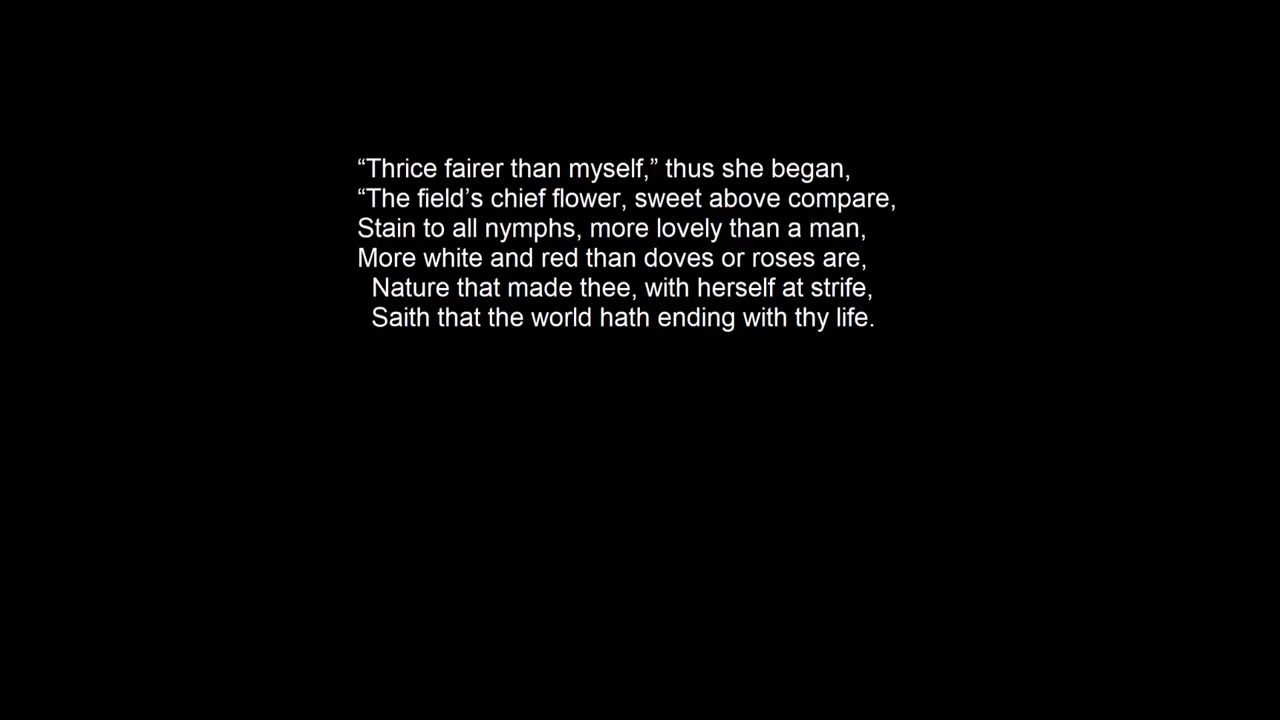 “Thrice fairer than myself,” thus she began,
“The field’s chief flower, sweet above compare,
Stain to all nymphs, more lovely than a man,
More white and red than doves or roses are,
Nature that made thee, with herself at strife,
Saith that the world hath ending with thy life.